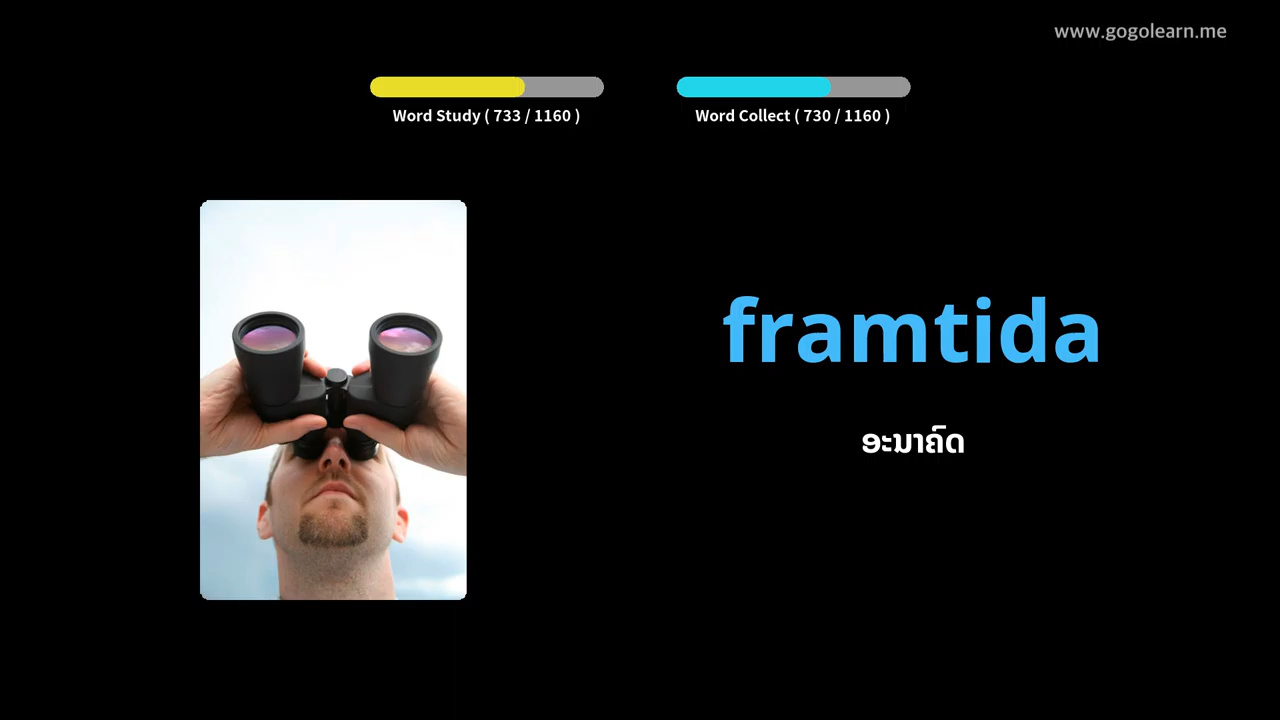 www.gogolearn.me
Word Study ( 733 / 1160 )
Word Collect ( 730 / 1160 )
framtida
ອະນາຄົດ